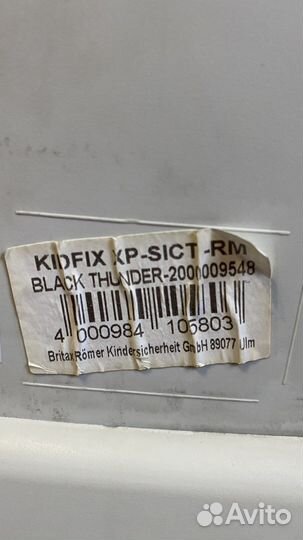 KIDFIX XP-SICT -RM
BLACK THUNDER-2000009548
4 000984 105803
Britax Römer Kindersicherheit GmbH 89077 Ulm
Avito